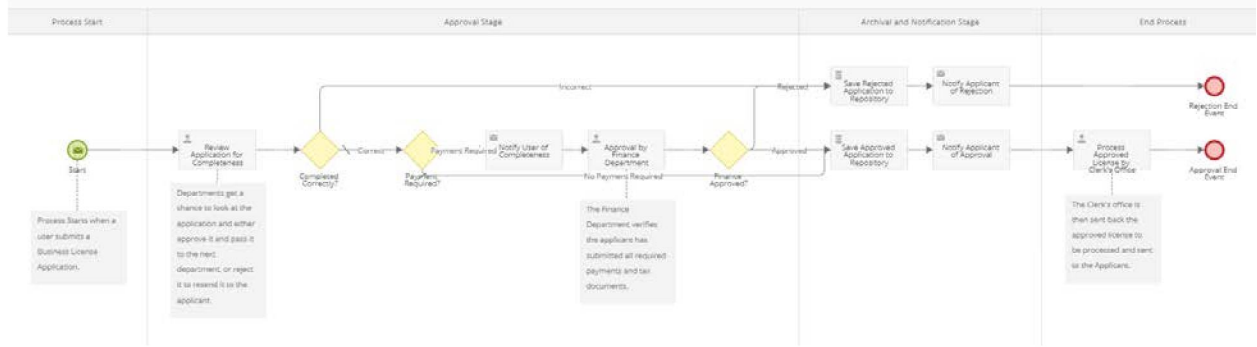 Process Start
Approval Stage
Archival and Notification Stage
End Process
Incorrect
Rejected
Save Rejected
Application to
Repository
Notify Applicant
of Rejection
Rejection End
Event
Start
Review
Application for
Completeness
Completed
Correctly?
Correct
Payment
Required?
Payment Required
Notify User of
Completeness
Approval by
Finance
Department
No Payment Required
Finance
Approved?
Approved
Save Approved
Application to
Repository
Notify Applicant
of Approval
Process
Approved
License by
Clerk's Office
Approval End
Event
Process Starts when a
user submits a
Business License
Application.
Departments get a
chance to look at the
application and either
approve it and pass it
to the next
department, or reject
it to resend it to the
applicant
The Finance
Department verifies
the applicant has
submitted all required
payments and tax
documents.
The Clerk's office is
then sent back the
approved license to
be processed and sent
to the Applicants.